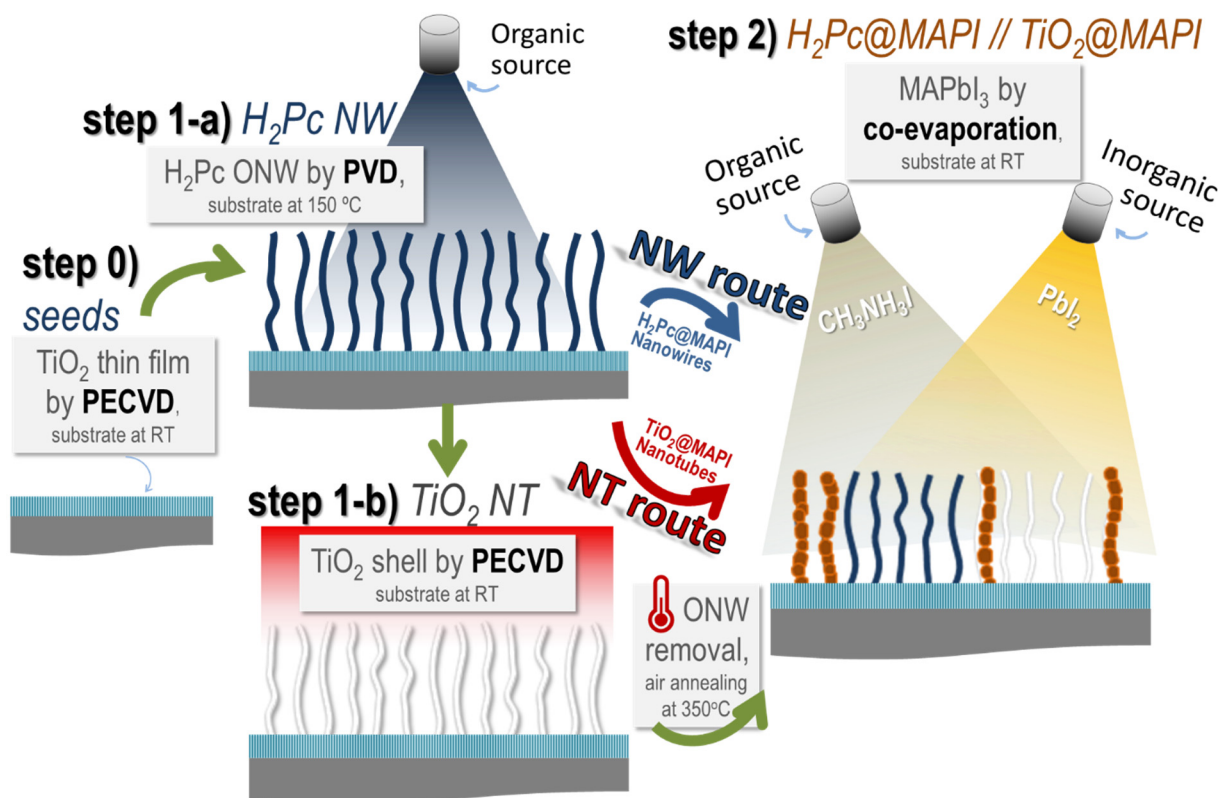 step 0)
seeds
TiO₂ thin film
by PECVD,
substrate at RT
step 1-a) H₂Pc NW
H₂Pc ONW by PVD,
substrate at 150 ºC
Organic
source
NW route
H₂Pc@MAPI
Nanowires
step 1-b) TiO₂ NT
TiO₂ shell by PECVD
substrate at RT
TiO₂@MAPI
Nanotubes
NT route
ONW
removal,
air annealing
at 350ºC
step 2) H₂Pc@MAPI // TiO₂@MAPI
MAPbI₃ by
co-evaporation,
substrate at RT
Organic
source
Inorganic
source
CH₃NH₃I
PbI₂